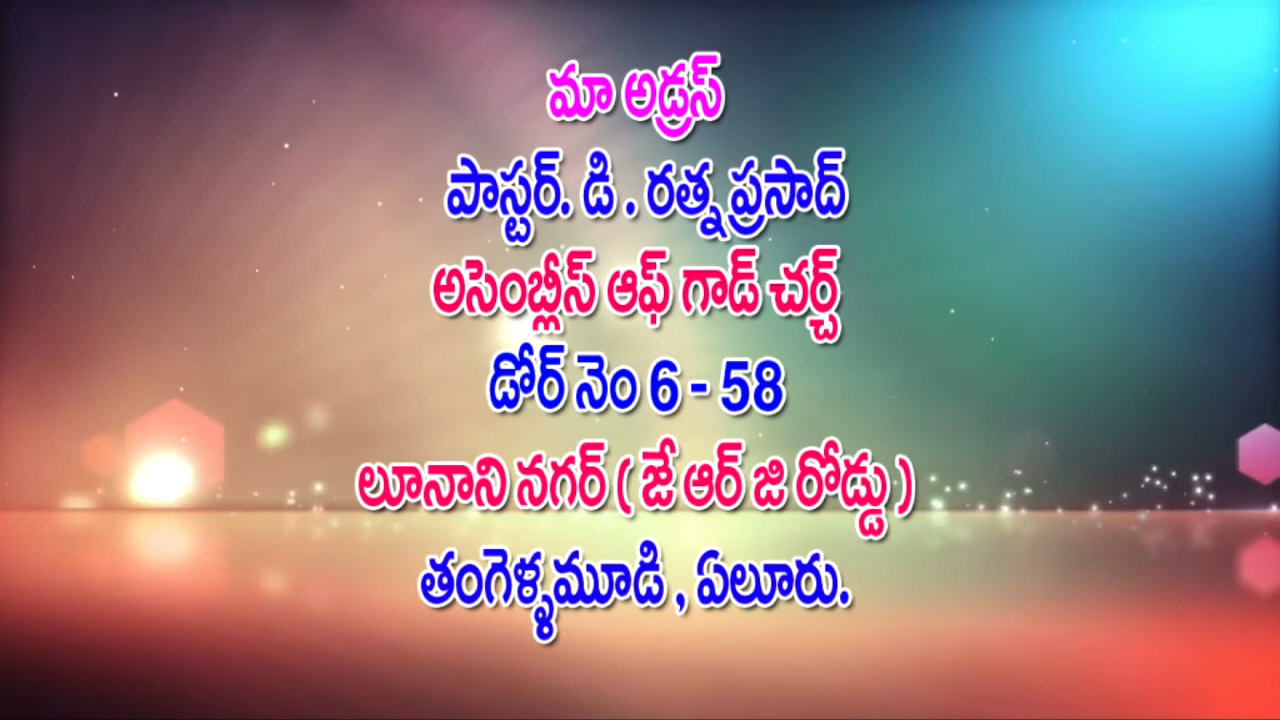 మా అడ్రస్
పాస్టర్. డి . రత్న ప్రసాద్
అసెంబ్లీస్ ఆఫ్ గాడ్ చర్చ్
డోర్ నెం 6 - 58
లూనాని నగర్ ( జే ఆర్ జి రోడ్డు )
తంగెళ్ళమూడి , ఏలూరు.